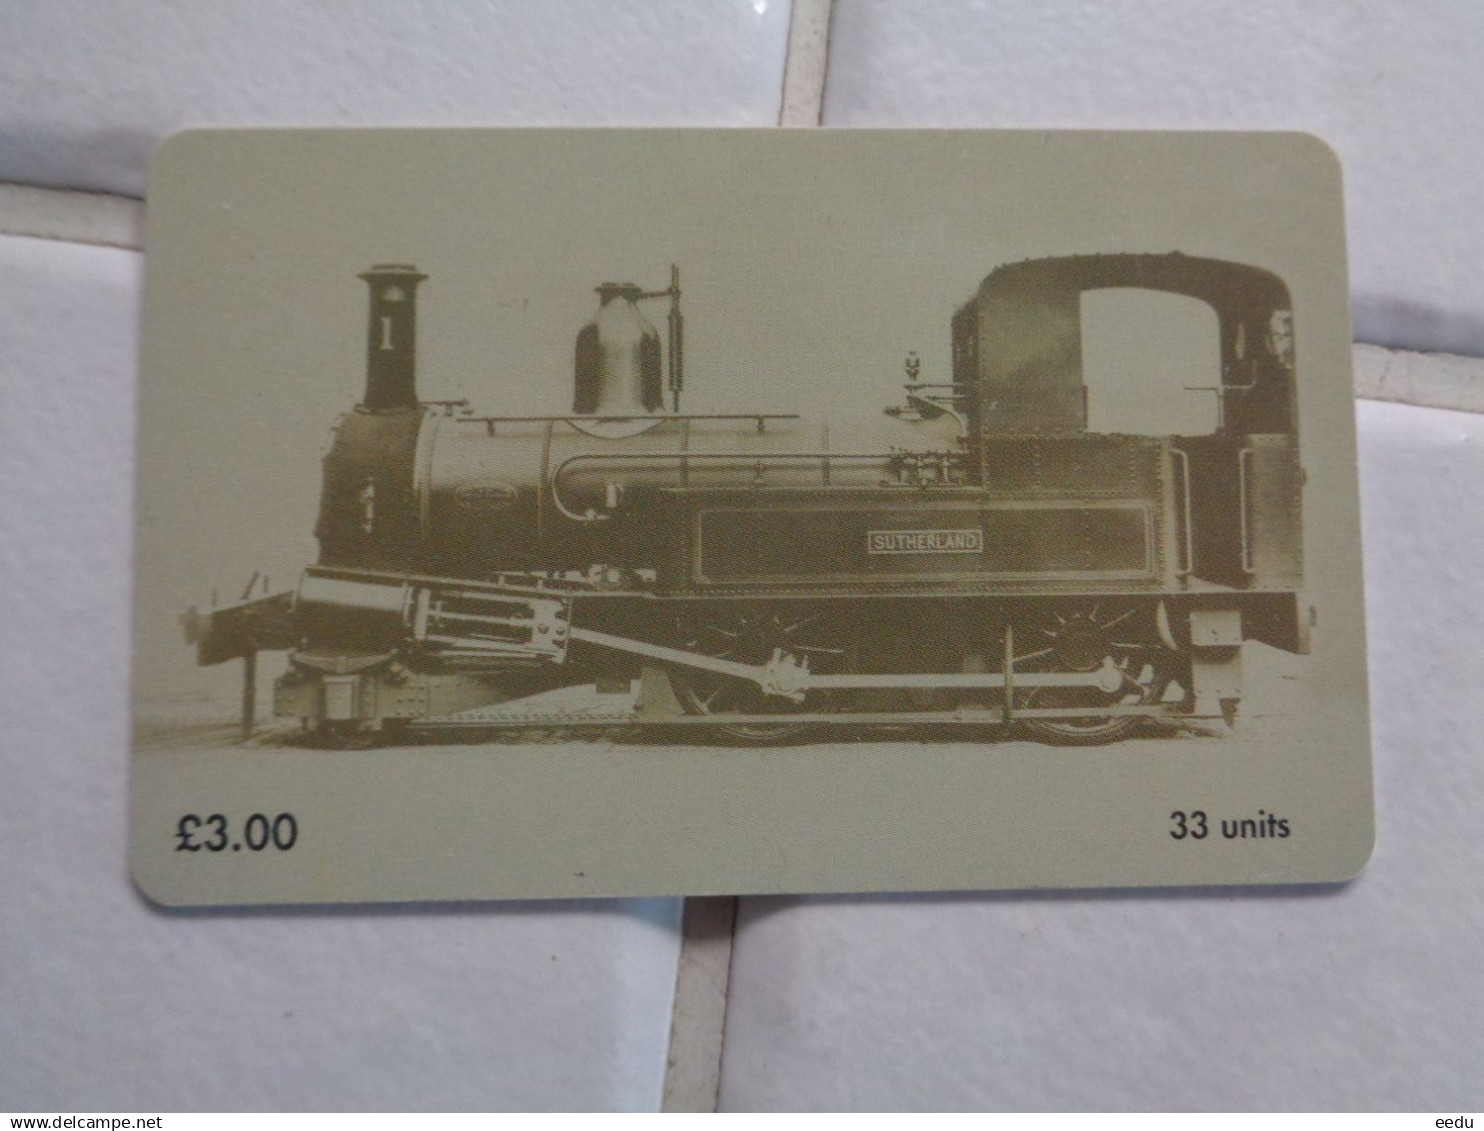 1
SUTHERLAND
£3.00
33 units
www.delcampe.net
eedu